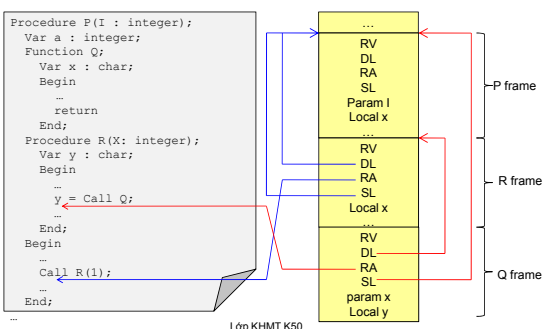 Procedure P(I : integer);
Var a : integer;
Function Q;
Var x : char;
Begin
…
return
End;
Procedure R(X: integer);
Var y : char;
Begin
…
y = Call Q;
…
End;
Begin
…
Call R(1);
…
End;
…
…
RV
DL
RA
SL
Param I
Local x
…
RV
DL
RA
SL
Local x
…
RV
DL
RA
SL
param x
Local y
P frame
R frame
Q frame
Lớp KHMT K50